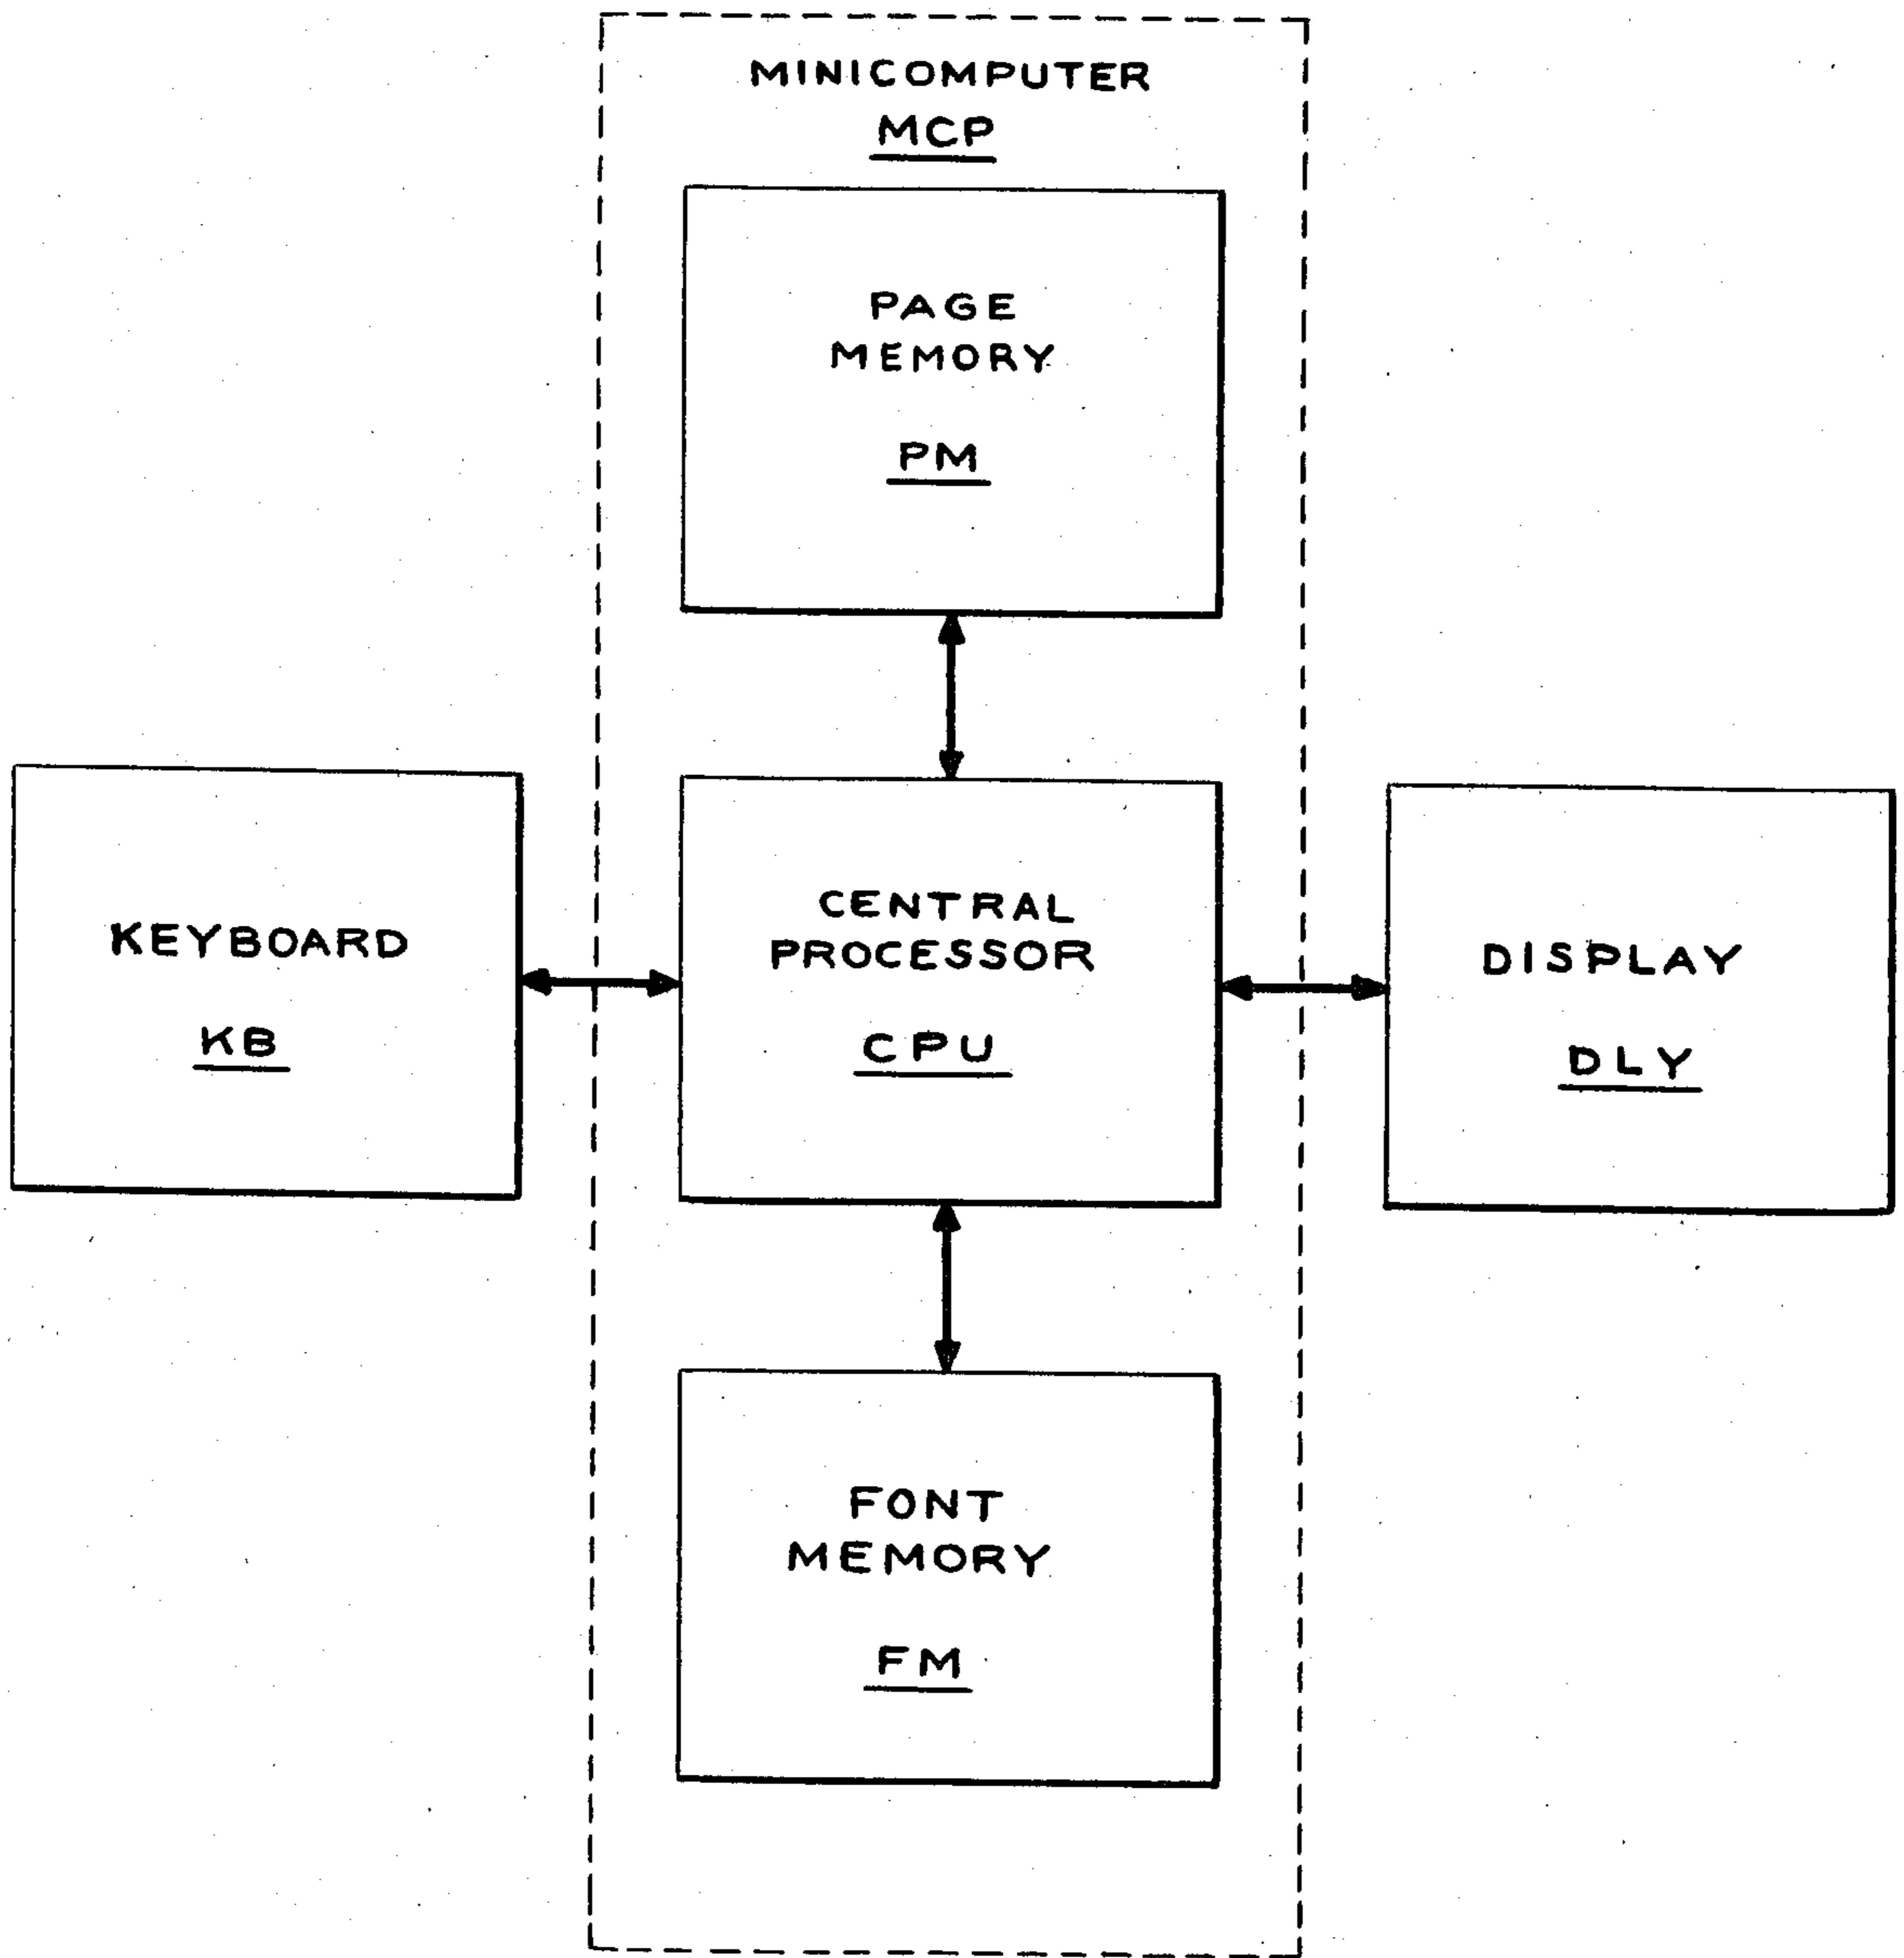 MINICOMPUTER
MCP
PAGE
MEMORY
PM
KEYBOARD
KB
CENTRAL
PROCESSOR
CPU
DISPLAY
DLY
FONT
MEMORY
FM